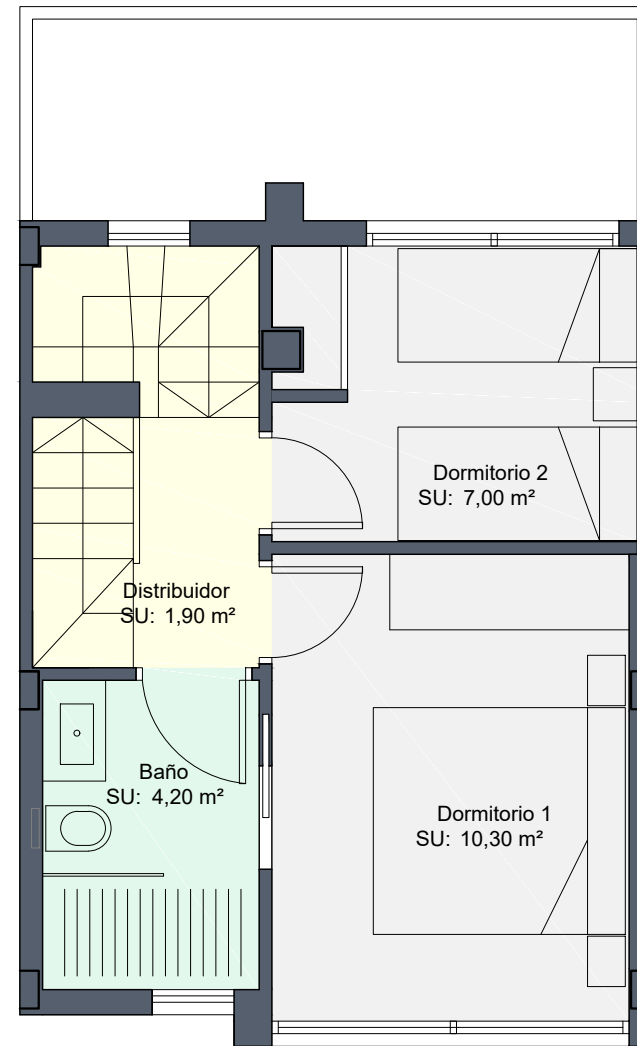 Dormitorio 2
SU: 7,00 m²
Distribuidor
SU: 1,90 m²
Baño
SU: 4,20 m²
Dormitorio 1
SU: 10,30 m²